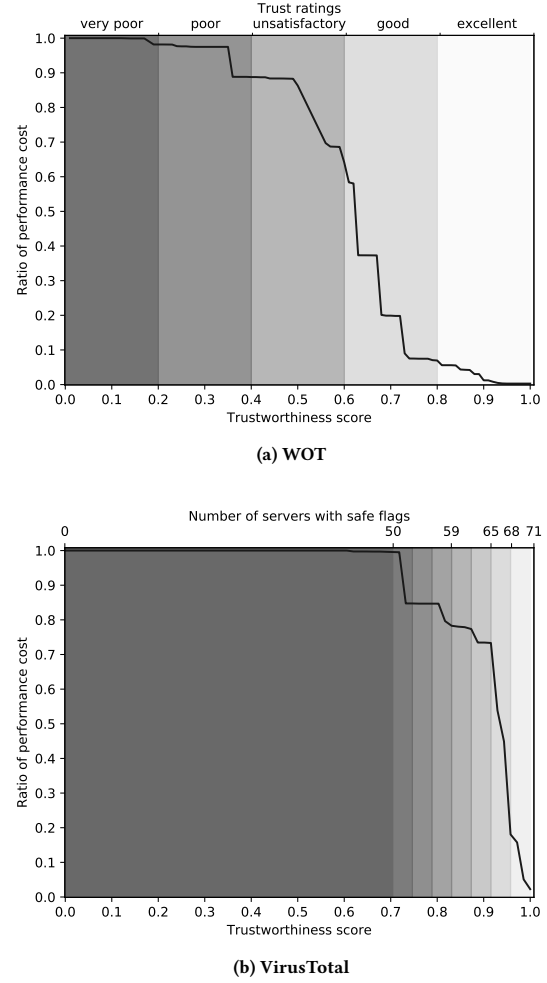 Trust ratings
very poor poor unsatisfactory good excellent
1.0
0.9
0.8
0.7
0.6
0.5
0.4
0.3
0.2
0.1
0.0
Ratio of performance cost
0.0 0.1 0.2 0.3 0.4 0.5 0.6 0.7 0.8 0.9 1.0
Trustworthiness score
(a) WOT
Number of servers with safe flags
0 50 59 65 68 71
1.0
0.9
0.8
0.7
0.6
0.5
0.4
0.3
0.2
0.1
0.0
Ratio of performance cost
0.0 0.1 0.2 0.3 0.4 0.5 0.6 0.7 0.8 0.9 1.0
Trustworthiness score
(b) VirusTotal